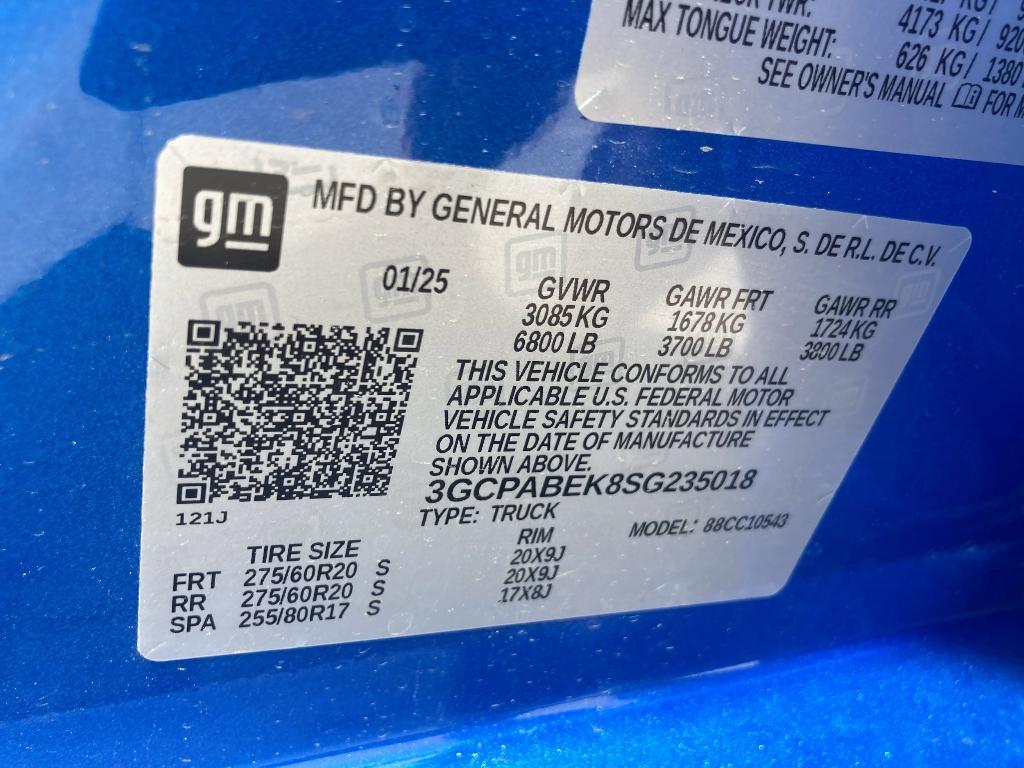 MAX TONGUE WEIGHT:
4173 KG/ 920
626 KG/ 1380
SEE OWNER'S MANUAL FOR
gm
MFD BY GENERAL MOTORS DE MEXICO, S. DE R.L. DE C.V.
01/25
GVWR GAWR FRT GAWR RR
3085 KG 1678 KG 1724 KG
6800 LB 3700 LB 3800 LB
THIS VEHICLE CONFORMS TO ALL
APPLICABLE U.S. FEDERAL MOTOR
VEHICLE SAFETY STANDARDS IN EFFECT
ON THE DATE OF MANUFACTURE
SHOWN ABOVE.
3GCPABEK8SG235018
TYPE: TRUCK MODEL: 88CC10543
121J
TIRE SIZE RIM
FRT 275/60R20 S 20X9J
RR 275/60R20 S 20X9J
SPA 255/80R17 S 17X8J